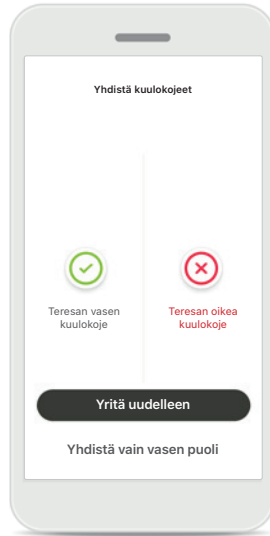 Yhdistä kuulokojeet
Teresan vasen
kuulokoje
Teresan oikea
kuulokoje
Yritä uudelleen
Yhdistä vain vasen puoli